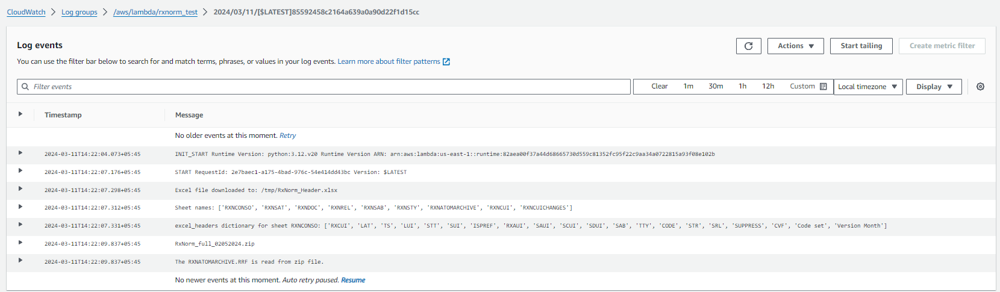 CloudWatch > Log groups > /aws/lambda/rxnorm_test > 2024/03/11/[$LATEST]85592458c2164a639a0a90d22f1d15cc
Log events
Actions Start tailing Create metric filter
You can use the filter bar below to search for and match terms, phrases, or values in your log events. Learn more about filter patterns
Filter events Clear 1m 30m 1h 12h Custom Local timezone Display
Timestamp Message
No older events at this moment. Retry
2024-03-11T14:22:04.073+05:45 INIT_START Runtime Version: python:3.12.v20 Runtime Version ARN: arn:aws:lambda:us-east-1::runtime:82aea00f37a44d68665730d559c81352fc95f22c9aa34a0722815a93f08e102b
2024-03-11T14:22:07.176+05:45 START RequestId: 2e7baec1-a175-4bad-976c-54e414dd43bc Version: $LATEST
2024-03-11T14:22:07.298+05:45 Excel file downloaded to: /tmp/RxNorm_Header.xlsx
2024-03-11T14:22:07.312+05:45 Sheet names: ['RXNCONSO', 'RXNSAT', 'RXNDOC', 'RXNREL', 'RXNSAB', 'RXNSTY', 'RXNATOMARCHIVE', 'RXNCUI', 'RXNCUICHANGES']
2024-03-11T14:22:07.331+05:45 excel_headers dictionary for sheet RXNCONSO: ['RXCUI', 'LAT', 'TS', 'LUI', 'STT', 'SUI', 'ISPREF', 'RXAUI', 'SAUI', 'SCUI', 'SDUI', 'SAB', 'TTY', 'CODE', 'STR', 'SRL', 'SUPPRESS', 'CVF', 'Code set', 'Version Month']
2024-03-11T14:22:09.837+05:45 RxNorm_full_02052024.zip
2024-03-11T14:22:09.837+05:45 The RXNATOMARCHIVE.RRF is read from zip file.
No newer events at this moment. Auto retry paused. Resume